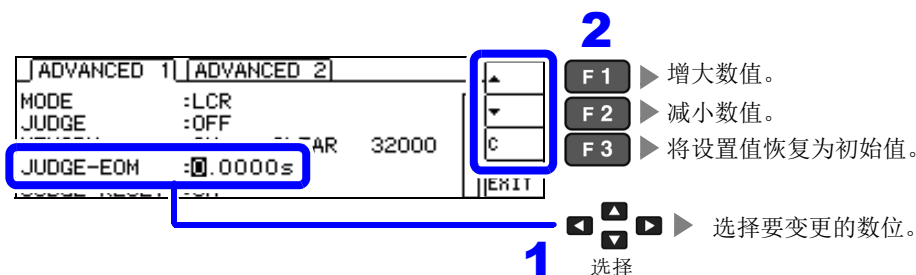 2
ADVANCED 1 ADVANCED 2
MODE :LCR
JUDGE :OFF
AR 32000
JUDGE-EOM :0.0000s
C
EXIT
F1 增大数值。
F2 减小数值。
F3 将设置值恢复为初始值。
选择要变更的数位。
1
选择